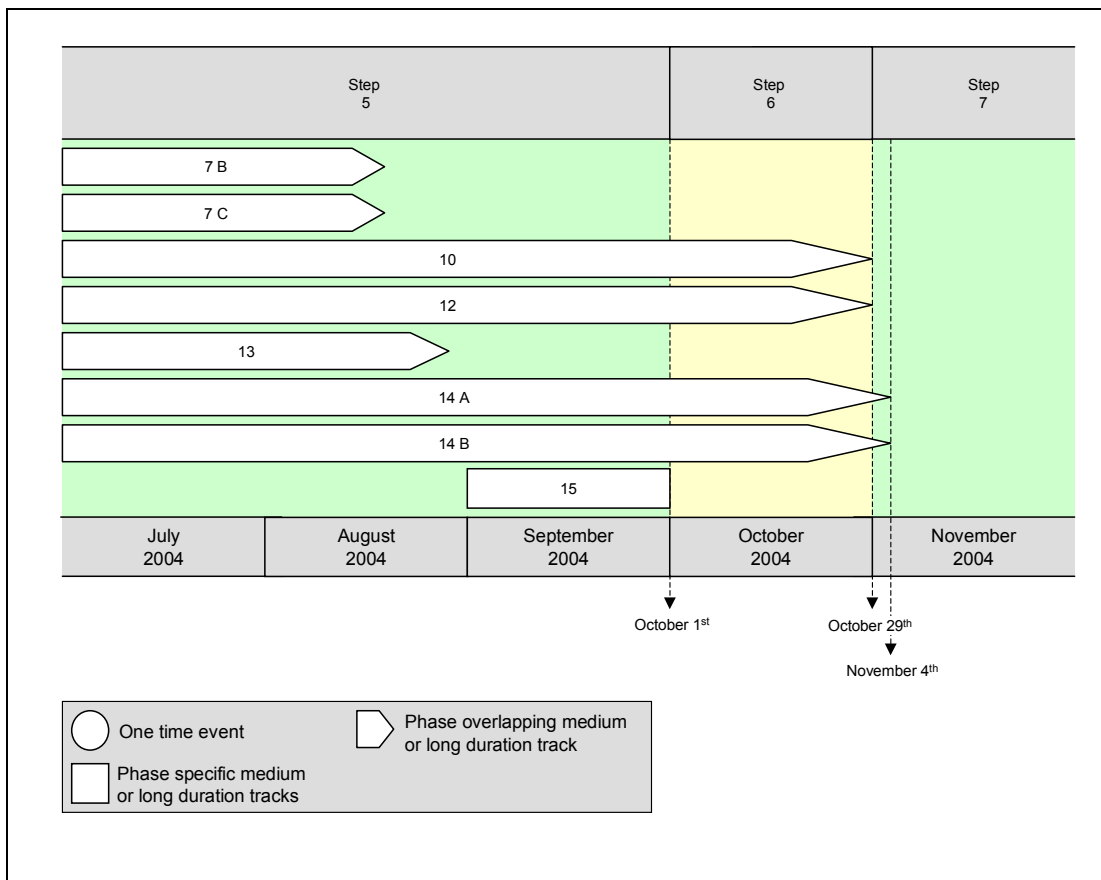 Step
5
Step
6
Step
7
7 B
7 C
10
12
13
14 A
14 B
15
July
2004
August
2004
September
2004
October
2004
November
2004
October 1st
October 29th
November 4th
One time event
Phase overlapping medium
or long duration track
Phase specific medium
or long duration tracks